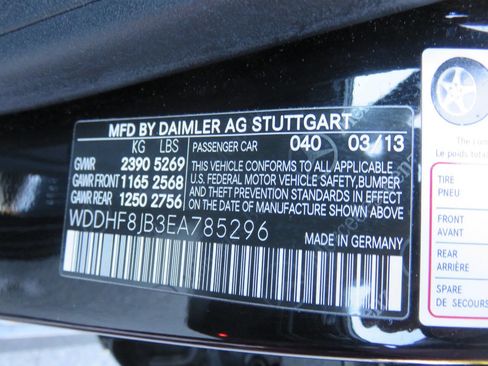 MFD BY DAIMLER AG STUTTGART
KG LBS PASSENGER CAR 040 03/13
GVWR 2390 5269
GAWR FRONT 1165 2568
GAWR REAR 1250 2756
THIS VEHICLE CONFORMS TO ALL APPLICABLE
U.S. FEDERAL MOTOR VEHICLE SAFETY, BUMPER
AND THEFT PREVENTION STANDARDS IN
EFFECT ON THE DATE OF
MANUFACTURE SHOWN ABOVE.
WDDHF8JB3EA785296
MADE IN GERMANY
Le poids
TIRE
PNEU
FRONT
AVANT
REAR
ARRIÈRE
SPARE
DE SECOURS